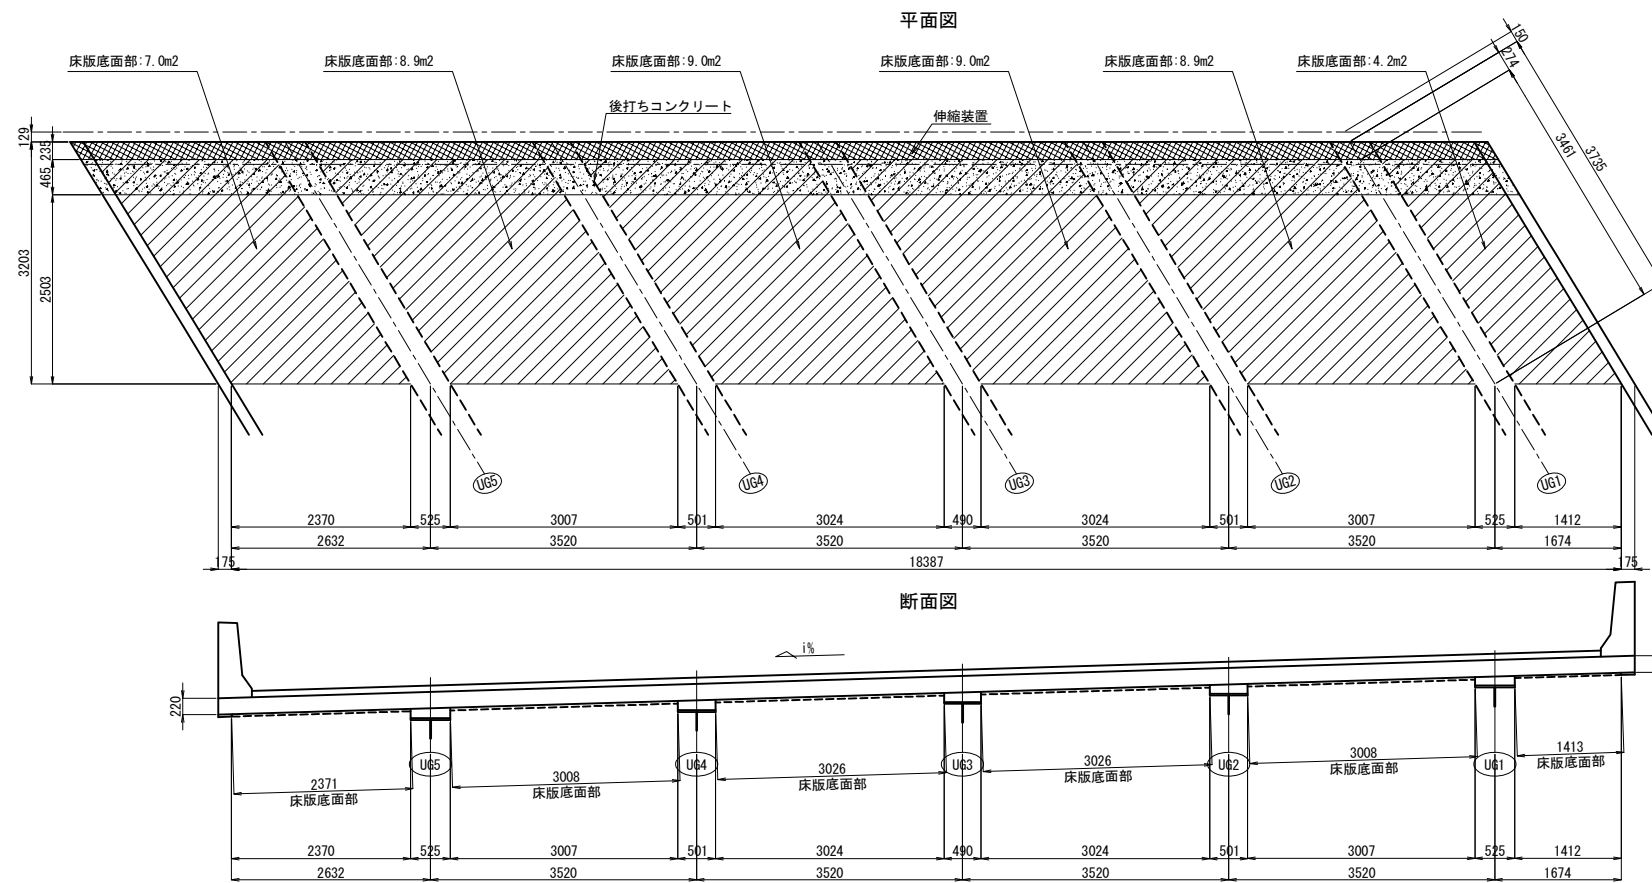 平面図
床版底面部:7.0m2
床版底面部:8.9m2
床版底面部:9.0m2
床版底面部:9.0m2
床版底面部:8.9m2
床版底面部:4.2m2
150
274
3461
3735
後打ちコンクリート
伸縮装置
129
235
465
3203
2503
UG5
UG4
UG3
UG2
UG1
2370 525 3007 501 3024 490 3024 501 3007 525 1412
2632 3520 3520 3520 3520 1674
175 18387 175
断面図
i%
220
UG5
UG4
UG3
UG2
UG1
2371
床版底面部
3008
床版底面部
3026
床版底面部
3026
床版底面部
3008
床版底面部
1413
床版底面部
2370 525 3007 501 3024 490 3024 501 3007 525 1412
2632 3520 3520 3520 3520 1674